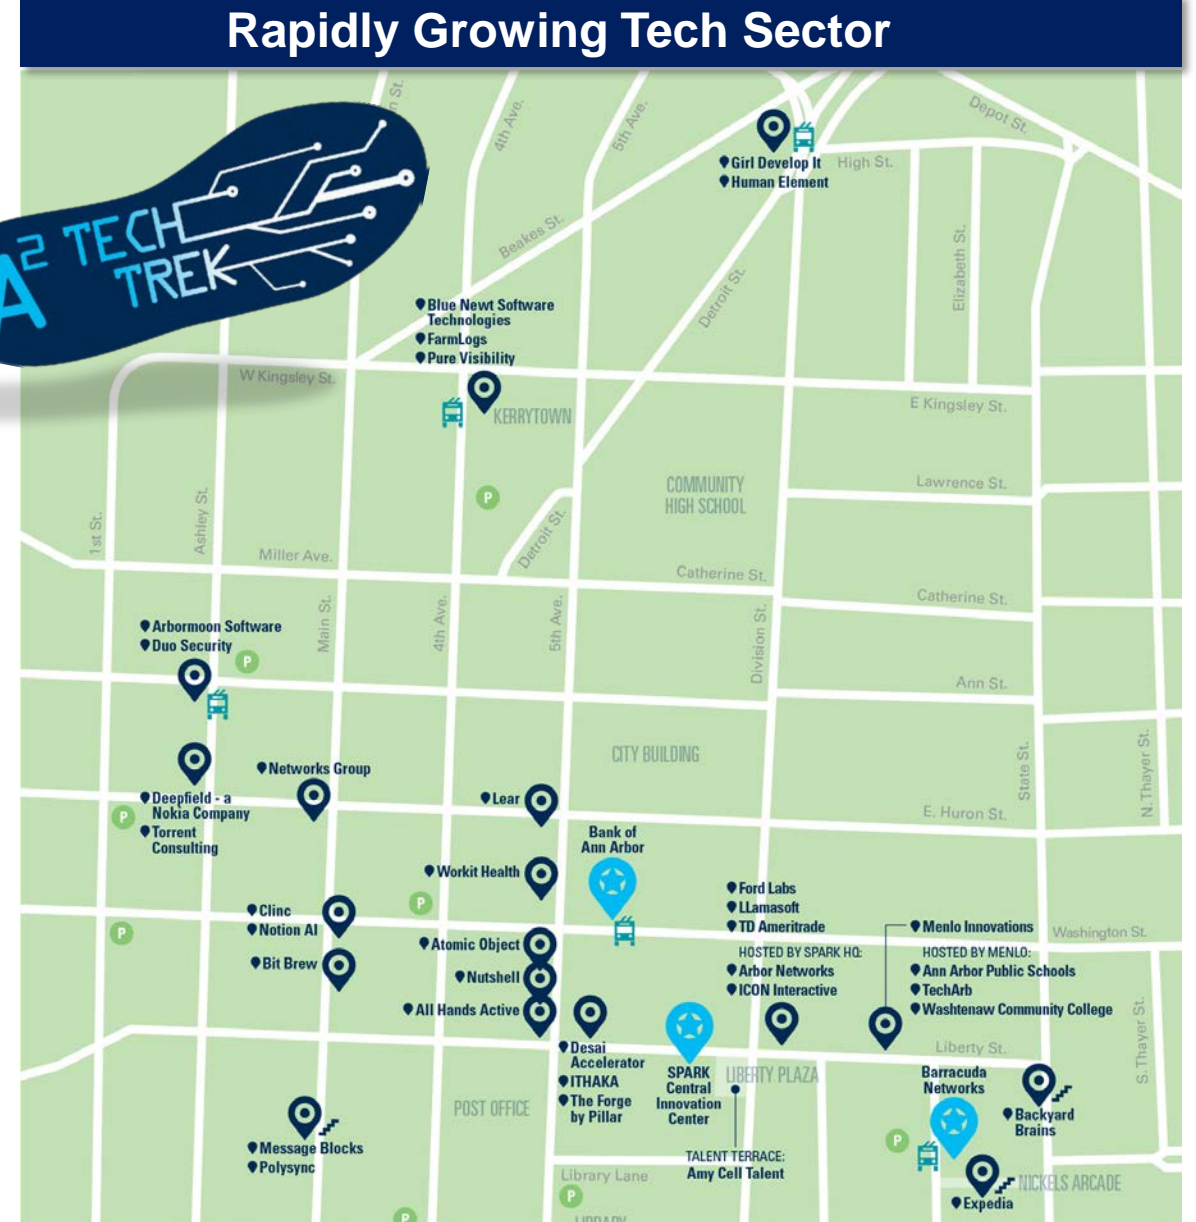 Rapidly Growing Tech Sector
A² TECH
TREK
n St.
4th Ave.
5th Ave.
Depot St.
Girl Develop It
Human Element
High St.
Beakes St.
Elizabeth St.
Detroit St.
Blue Newt Software
Technologies
FarmLogs
Pure Visibility
W Kingsley St.
KERRYTOWN
E Kingsley St.
COMMUNITY
HIGH SCHOOL
Lawrence St.
P
1st St.
Ashley St.
Detroit St.
Miller Ave.
Catherine St.
Catherine St.
Main St.
4th Ave.
5th Ave.
Division St.
Arbormoon Software
Duo Security
P
Ann St.
CITY BUILDING
State St.
N. Thayer St.
Networks Group
Deepfield - a
Nokia Company
Torrent
Consulting
P
Lear
E. Huron St.
Bank of
Ann Arbor
Workit Health
P
Ford Labs
LLamasoft
TD Ameritrade
HOSTED BY SPARK HQ:
Arbor Networks
ICON Interactive
Menlo Innovations
HOSTED BY MENLO:
Ann Arbor Public Schools
TechArb
Washtenaw Community College
Washington St.
Clinc
Notion AI
P
Bit Brew
Atomic Object
Nutshell
All Hands Active
Desai
Accelerator
ITHAKA
The Forge
by Pillar
SPARK
Central
Innovation
Center
LIBERTY PLAZA
Liberty St.
S. Thayer St.
Barracuda
Networks
Backyard
Brains
POST OFFICE
Message Blocks
Polysync
TALENT TERRACE:
Amy Cell Talent
P
Library Lane
P
NICKELS ARCADE
Expedia
P
LIBRARY